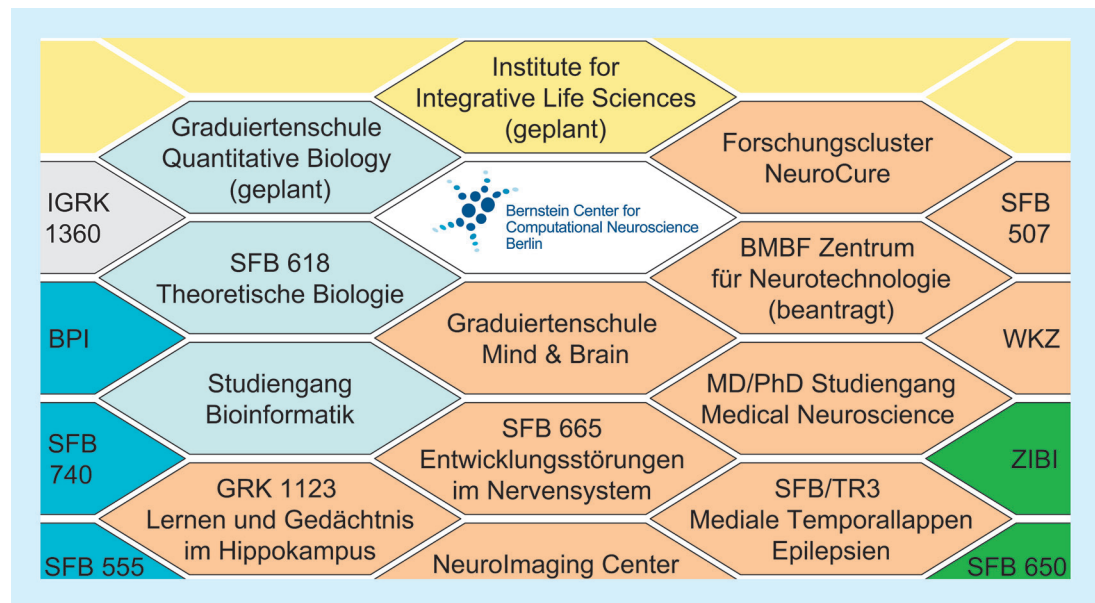 Institute for
Integrative Life Sciences
(geplant)
Graduiertenschule
Quantitative Biology
(geplant)
Forschungscluster
NeuroCure
IGRK
1360
Bernstein Center for
Computational Neuroscience
Berlin
SFB
507
SFB 618
Theoretische Biologie
BMBF Zentrum
für Neurotechnologie
(beantragt)
BPI
Graduiertenschule
Mind & Brain
WKZ
Studiengang
Bioinformatik
MD/PhD Studiengang
Medical Neuroscience
SFB
740
SFB 665
Entwicklungsstörungen
im Nervensystem
ZIBI
GRK 1123
Lernen und Gedächtnis
im Hippokampus
SFB/TR3
Mediale Temporallappen
Epilepsien
SFB 555
NeuroImaging Center
SFB 650